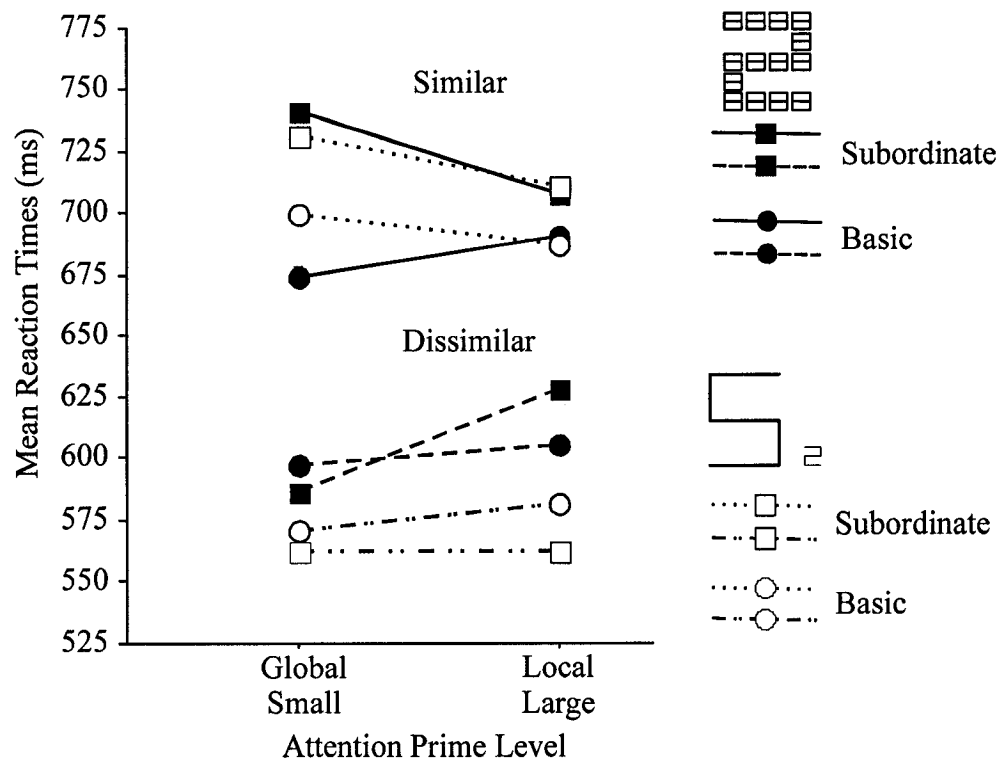 775
750
725
700
675
650
625
600
575
550
525
Mean Reaction Times (ms)
Similar
Dissimilar
Global
Small
Local
Large
Attention Prime Level
Subordinate
Basic
Subordinate
Basic